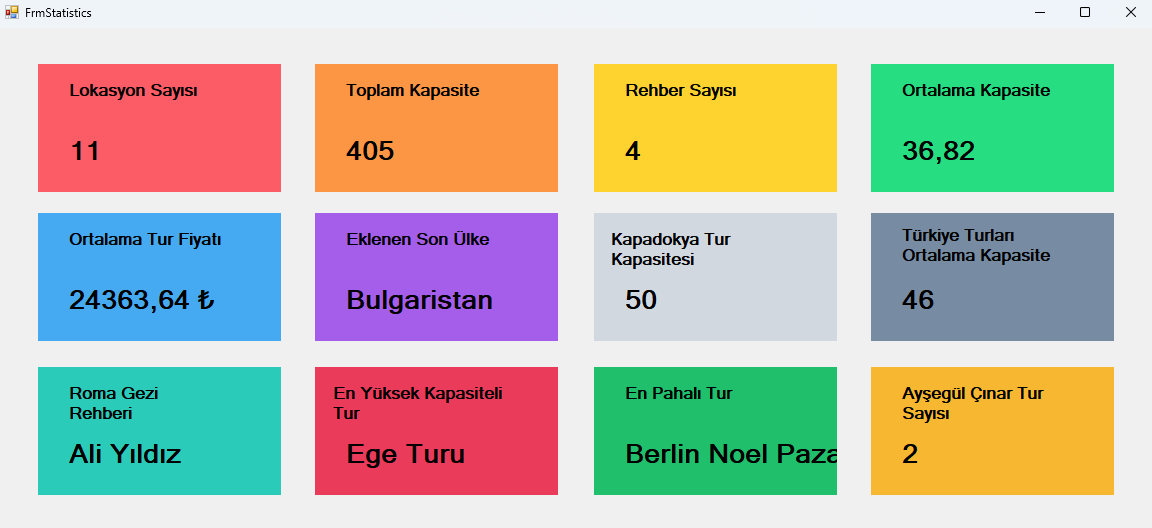 FrmStatistics
Lokasyon Sayısı
11
Toplam Kapasite
405
Rehber Sayısı
4
Ortalama Kapasite
36,82
Ortalama Tur Fiyatı
24363,64 ₺
Eklenen Son Ülke
Bulgaristan
Kapadokya Tur
Kapasitesi
50
Türkiye Turları
Ortalama Kapasite
46
Roma Gezi
Rehberi
Ali Yıldız
En Yüksek Kapasiteli
Tur
Ege Turu
En Pahalı Tur
Berlin Noel Paza
Ayşegül Çınar Tur
Sayısı
2